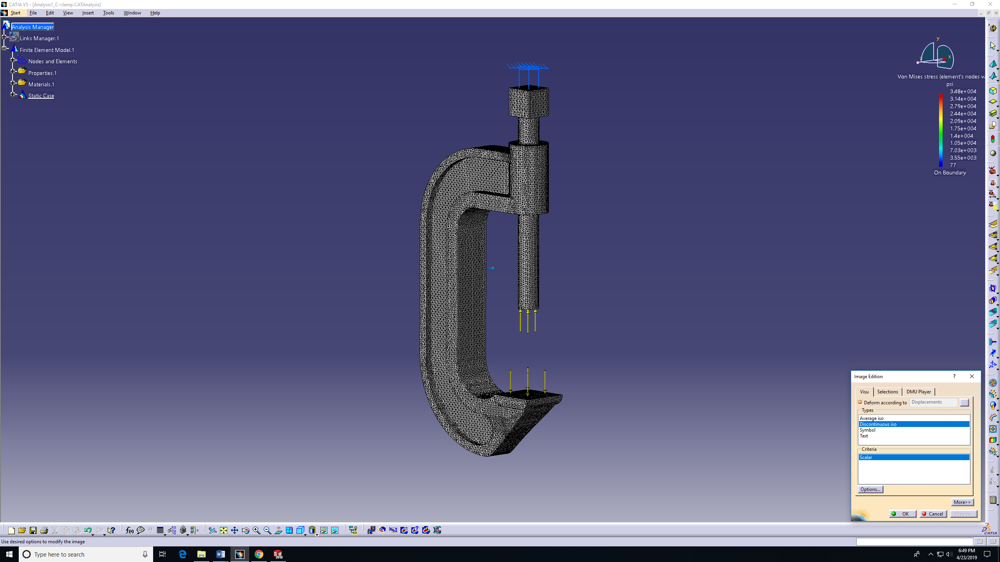 CATIA V5 - [Analysis1_C-clamp.CATAnalysis]
Start File Edit View Insert Tools Window Help
Analysis Manager
Links Manager.1
Finite Element Model.1
Nodes and Elements
Properties.1
Materials.1
Static Case
y
z
x
Von Mises stress (element's nodes va
psi
3.48e+004
3.14e+004
2.79e+004
2.44e+004
2.09e+004
1.75e+004
1.4e+004
1.05e+004
7.03e+003
3.55e+003
77
On Boundary
Image Edition ?
Visu Selections DMU Player
Deform according to Displacements ...
Types
Average iso
Discontinuous iso
Symbol
Text
Criteria
Scalar
Options...
More>>
OK Cancel Preview
f(x)
DS CATIA
Use desired options to modify the image
Type here to search
SW 2018
6:49 PM
4/23/2019